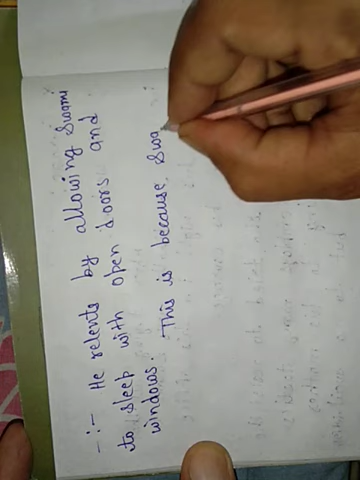 -:- He relents by allowing Swami
to sleep with open doors and
windows. This is because Swa